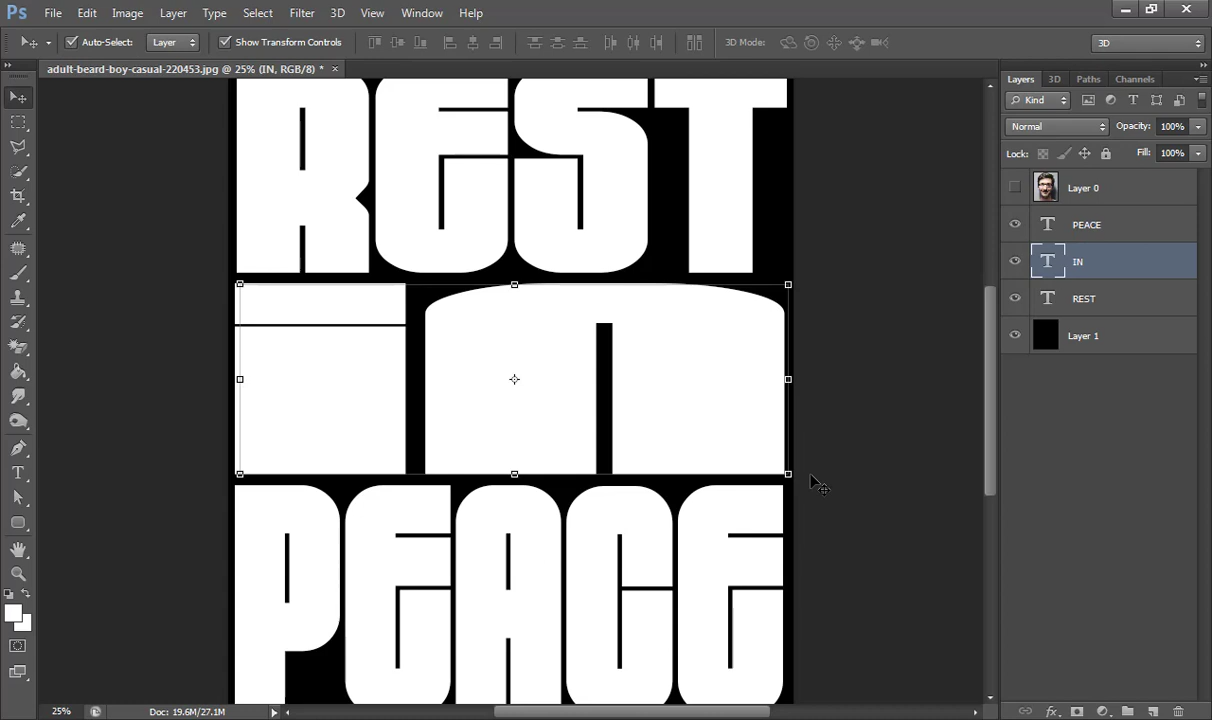 Ps File Edit Image Layer Type Select Filter 3D View Window Help
Auto-Select: Layer Show Transform Controls 3D Mode: 3D
adult-beard-boy-casual-220453.jpg @ 25% (IN, RGB/8) * ×
Layers 3D Paths Channels
Kind
Normal Opacity: 100%
Lock: Fill: 100%
Layer 0
T PEACE
T IN
T REST
Layer 1
REST
in
PEACE
25% Doc: 19.6M/27.1M
fx